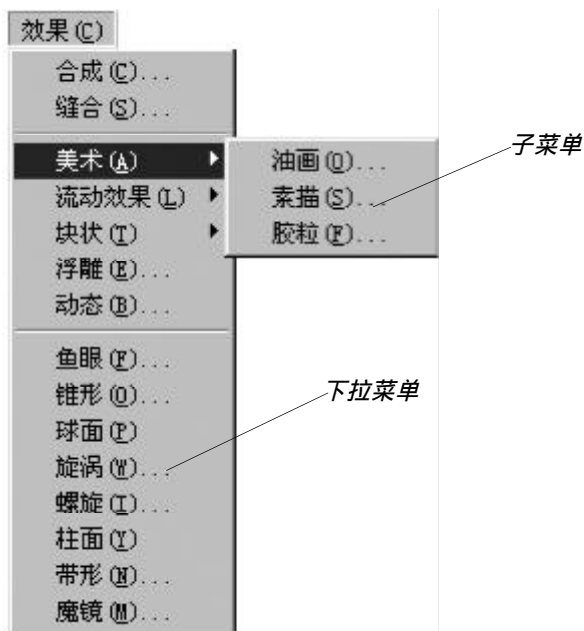 效果(C)
合成(C)...
缝合(S)...
美术(A)
流动效果(L)
块状(T)
浮雕(E)...
动态(B)...
鱼眼(F)...
锥形(O)...
球面(P)
旋涡(W)...
螺旋(I)...
柱面(Y)
带形(N)...
魔镜(M)...
油画(O)...
素描(S)...
胶粒(F)...
子菜单
下拉菜单